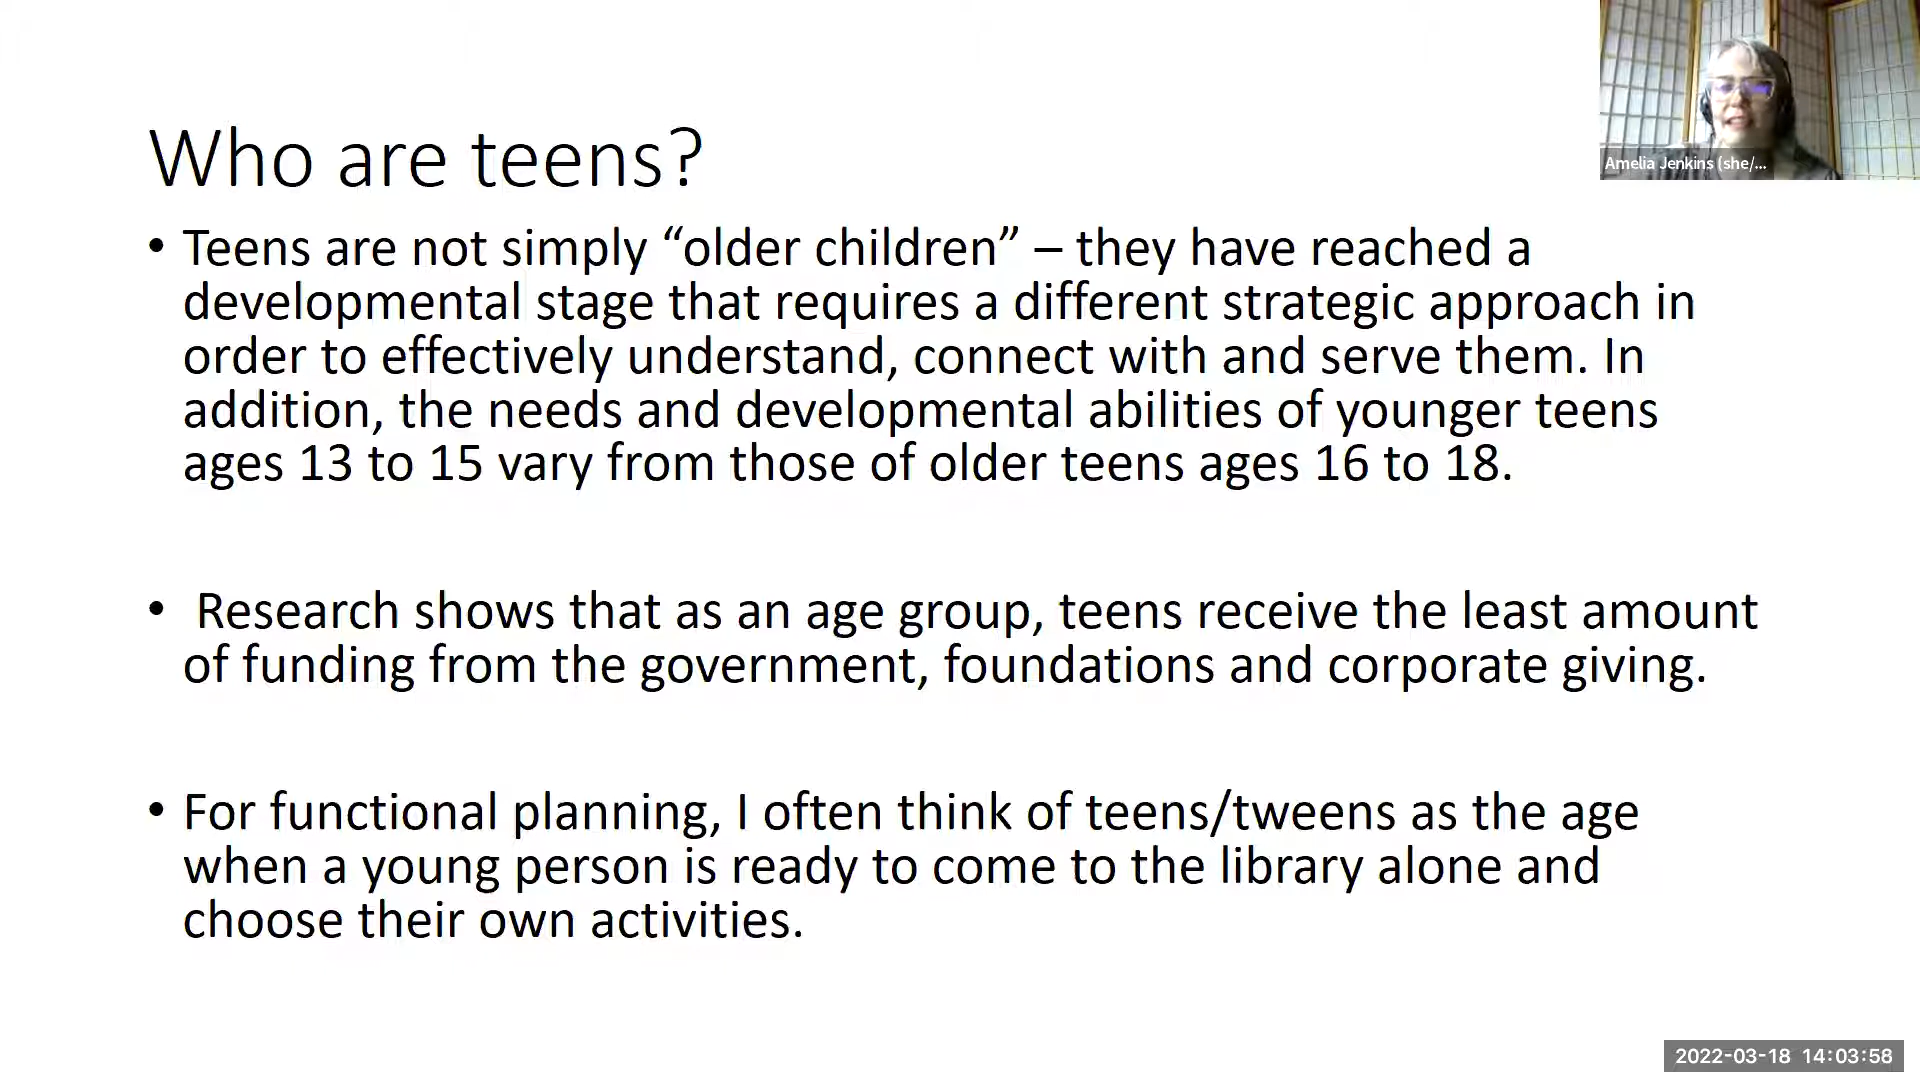 Who are teens?
• Teens are not simply “older children” – they have reached a
developmental stage that requires a different strategic approach in
order to effectively understand, connect with and serve them. In
addition, the needs and developmental abilities of younger teens
ages 13 to 15 vary from those of older teens ages 16 to 18.
• Research shows that as an age group, teens receive the least amount
of funding from the government, foundations and corporate giving.
• For functional planning, I often think of teens/tweens as the age
when a young person is ready to come to the library alone and
choose their own activities.
Amelia Jenkins (she/...
2022-03-18 14:03:58